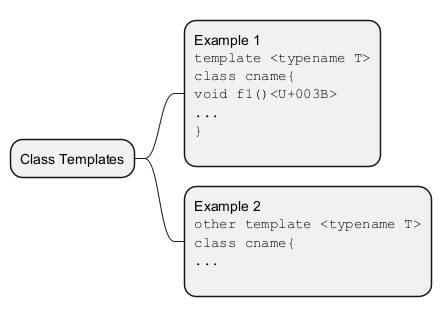 Example 1
template <typename T>
class cname{
void f1()<U+003B>
...
}
Class Templates
Example 2
other template <typename T>
class cname{
...